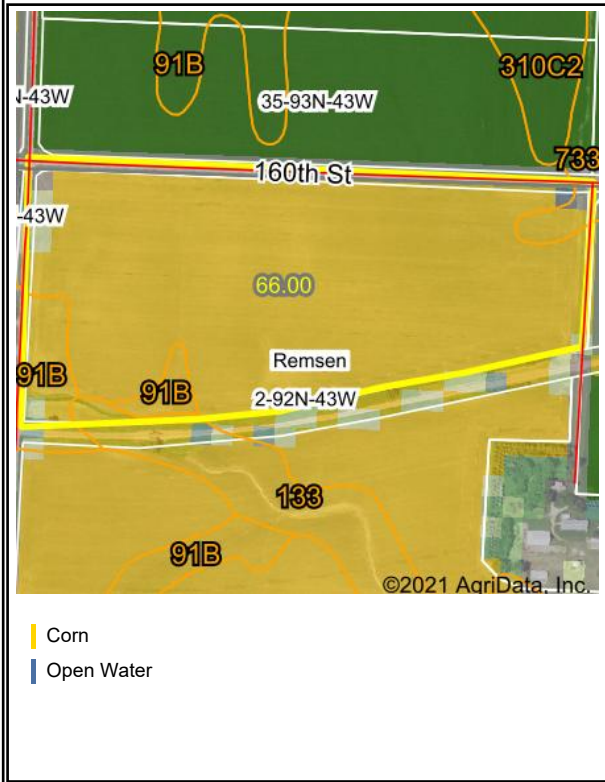 91B
310C2
N-43W
35-93N-43W
733
160th St
-43W
66.00
Remsen
91B
91B
2-92N-43W
133
91B
©2021 AgriData, Inc.
Corn
Open Water